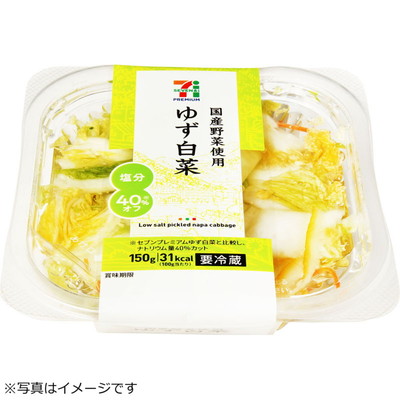 7i
SEVEN&i
PREMIUM
国産野菜使用
ゆず白菜
塩分
40%
オフ
Low salt pickled napa cabbage
※セブンプレミアムゆず白菜と比較し、
ナトリウム量40%カット
150g 31kcal (100g当たり) 要冷蔵
賞味期限
※写真はイメージです